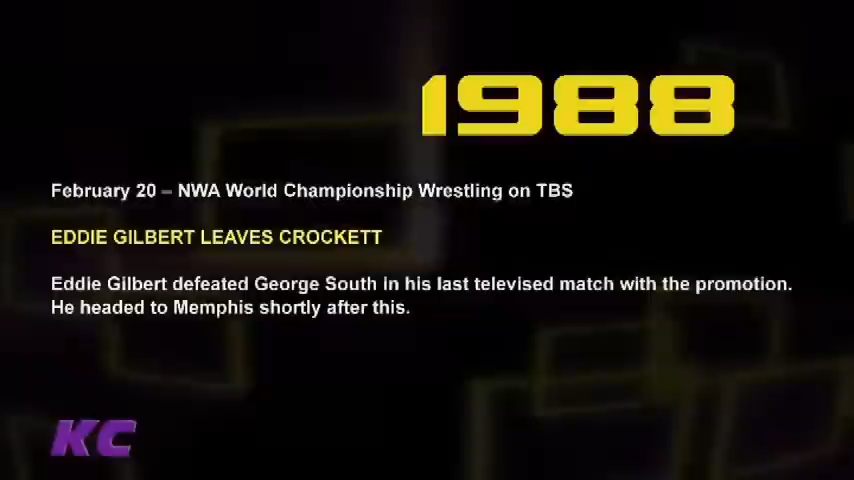 1988
February 20 – NWA World Championship Wrestling on TBS
EDDIE GILBERT LEAVES CROCKETT
Eddie Gilbert defeated George South in his last televised match with the promotion.
He headed to Memphis shortly after this.
KC